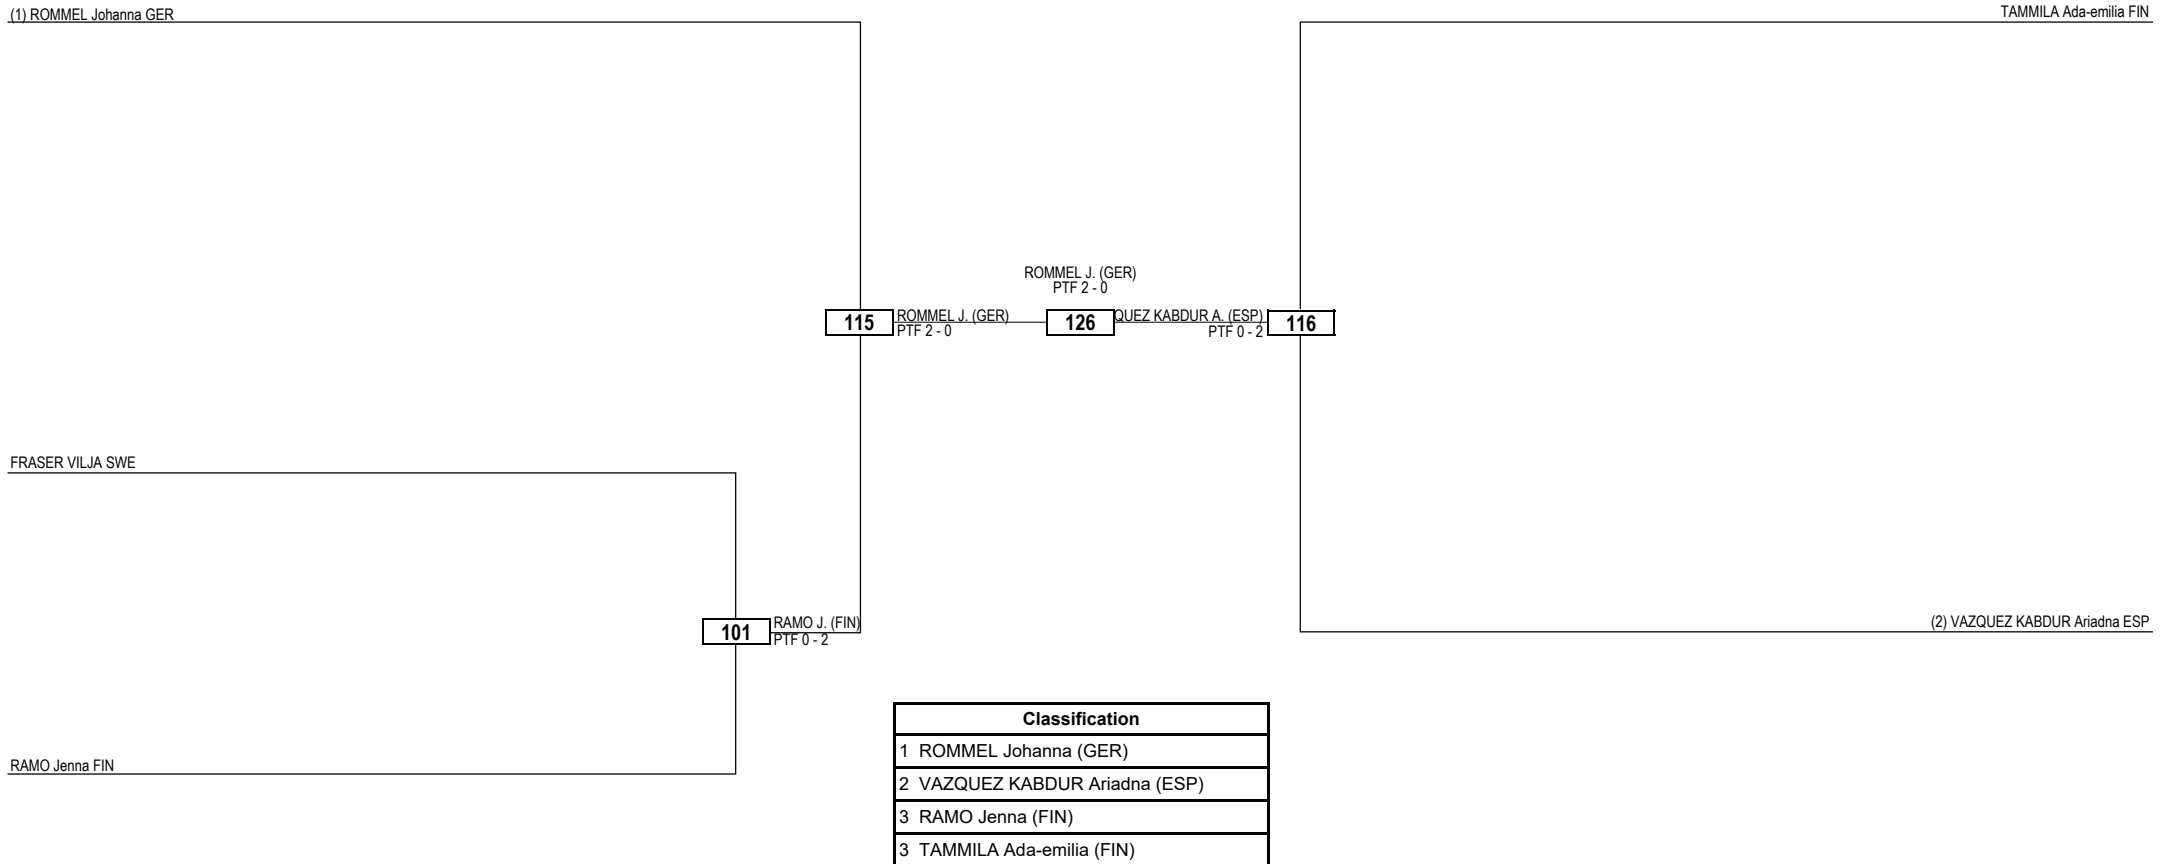 (1) ROMMEL Johanna GER
TAMMILA Ada-emilia FIN
ROMMEL J. (GER)
PTF 2 - 0
115
ROMMEL J. (GER)
PTF 2 - 0
126
QUEZ KABDUR A. (ESP)
PTF 0 - 2
116
FRASER VILJA SWE
101
RAMO J. (FIN)
PTF 0 - 2
(2) VAZQUEZ KABDUR Ariadna ESP
RAMO Jenna FIN
Classification
1 ROMMEL Johanna (GER)
2 VAZQUEZ KABDUR Ariadna (ESP)
3 RAMO Jenna (FIN)
3 TAMMILA Ada-emilia (FIN)